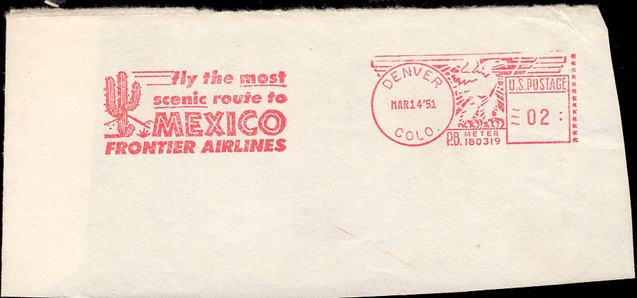 fly the most
scenic route to
MEXICO
FRONTIER AIRLINES
DENVER
MAR 14 '51
COLO.
P.B. METER
180319
U.S. POSTAGE
02